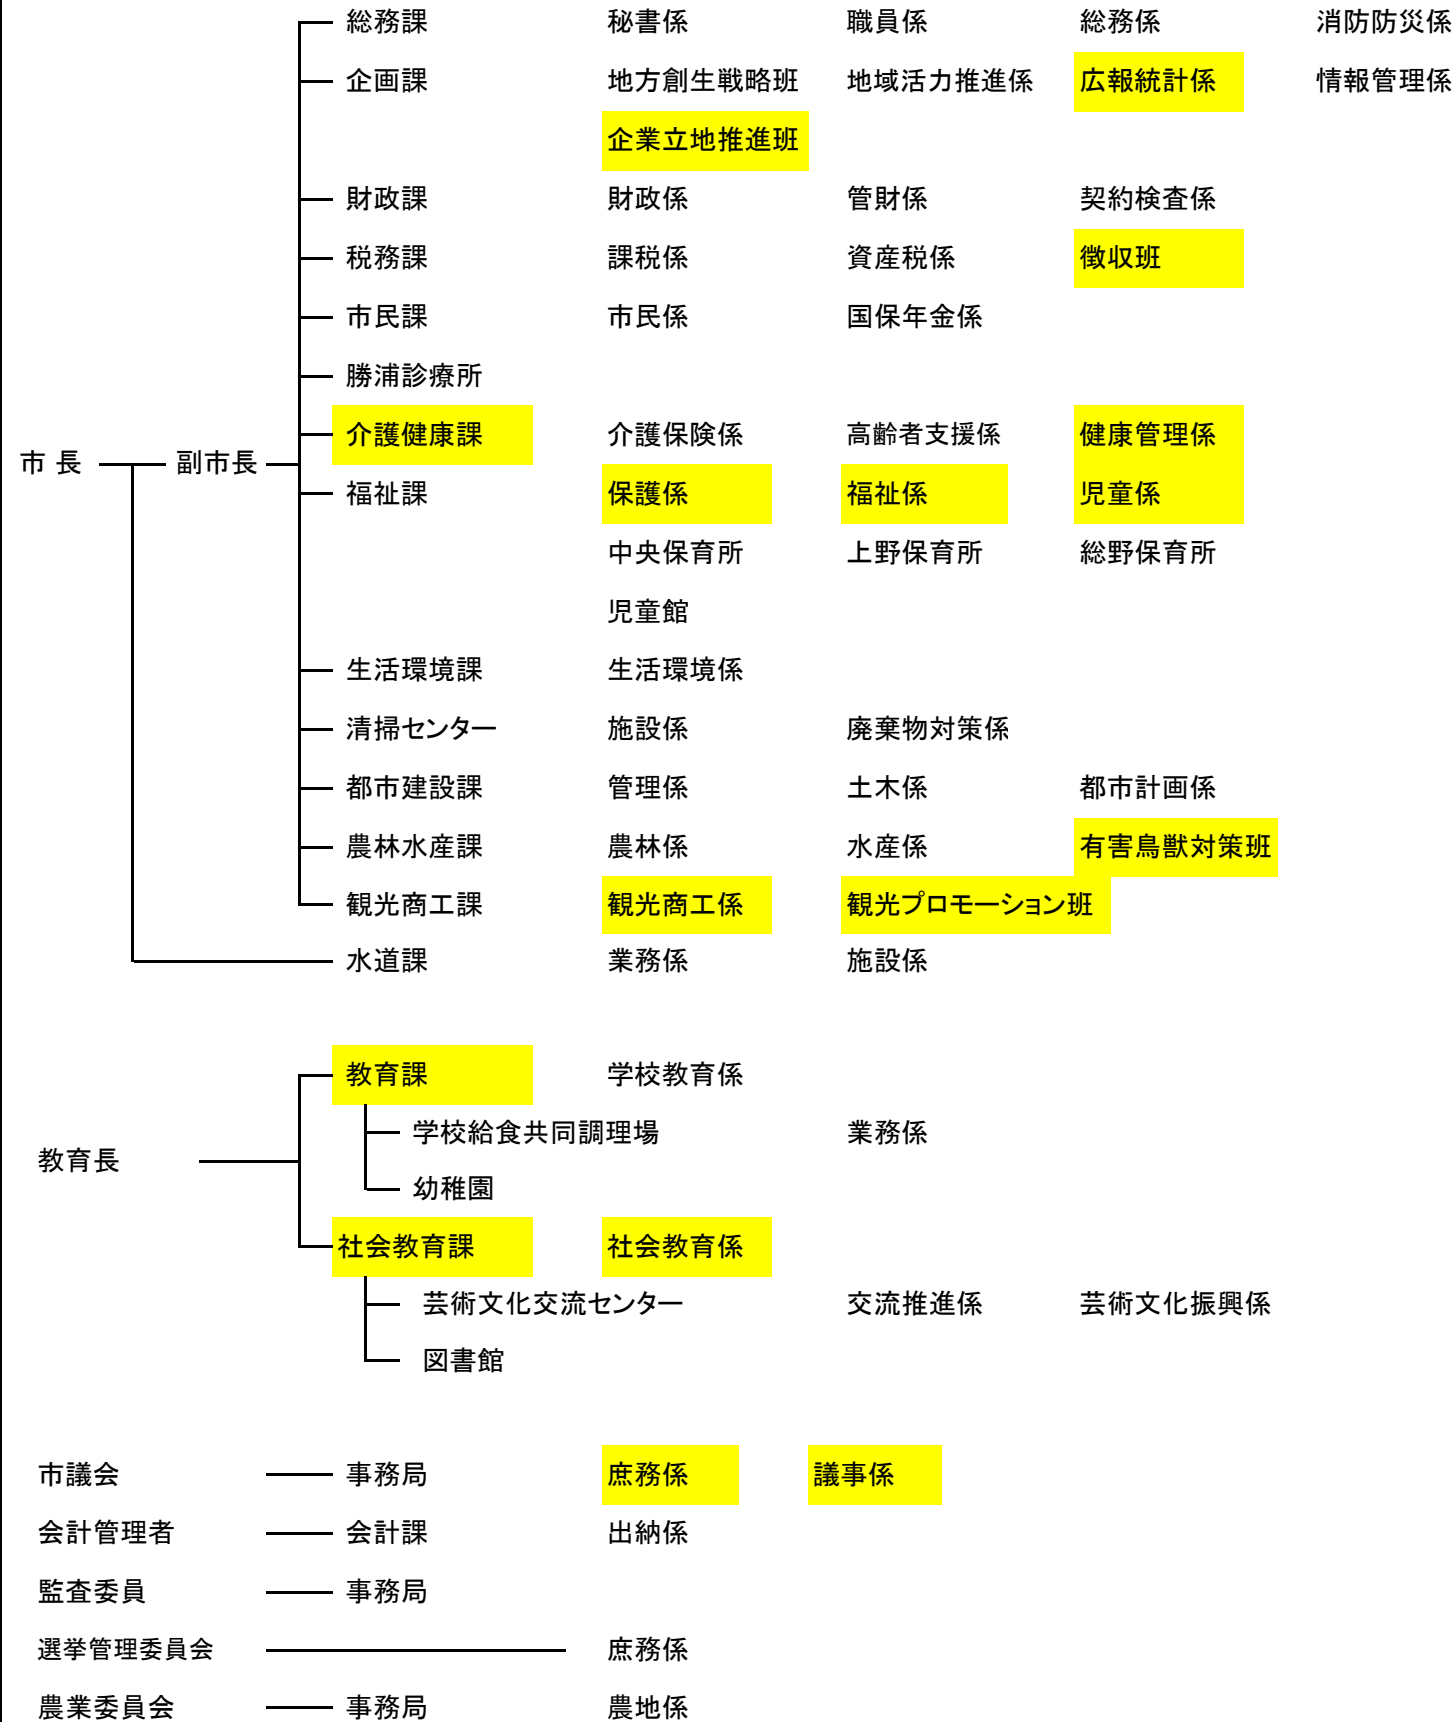 総務課 秘書係 職員係 総務係 消防防災係
企画課 地方創生戦略班 地域活力推進係 広報統計係 情報管理係
企業立地推進班
財政課 財政係 管財係 契約検査係
税務課 課税係 資産税係 徴収班
市民課 市民係 国保年金係
勝浦診療所
介護健康課 介護保険係 高齢者支援係 健康管理係
市 長 副市長
福祉課 保護係 福祉係 児童係
中央保育所 上野保育所 総野保育所
児童館
生活環境課 生活環境係
清掃センター 施設係 廃棄物対策係
都市建設課 管理係 土木係 都市計画係
農林水産課 農林係 水産係 有害鳥獣対策班
観光商工課 観光商工係 観光プロモーション班
水道課 業務係 施設係
教育課 学校教育係
学校給食共同調理場 業務係
教育長
幼稚園
社会教育課 社会教育係
芸術文化交流センター 交流推進係 芸術文化振興係
図書館
市議会 事務局 庶務係 議事係
会計管理者 会計課 出納係
監査委員 事務局
選挙管理委員会 庶務係
農業委員会 事務局 農地係